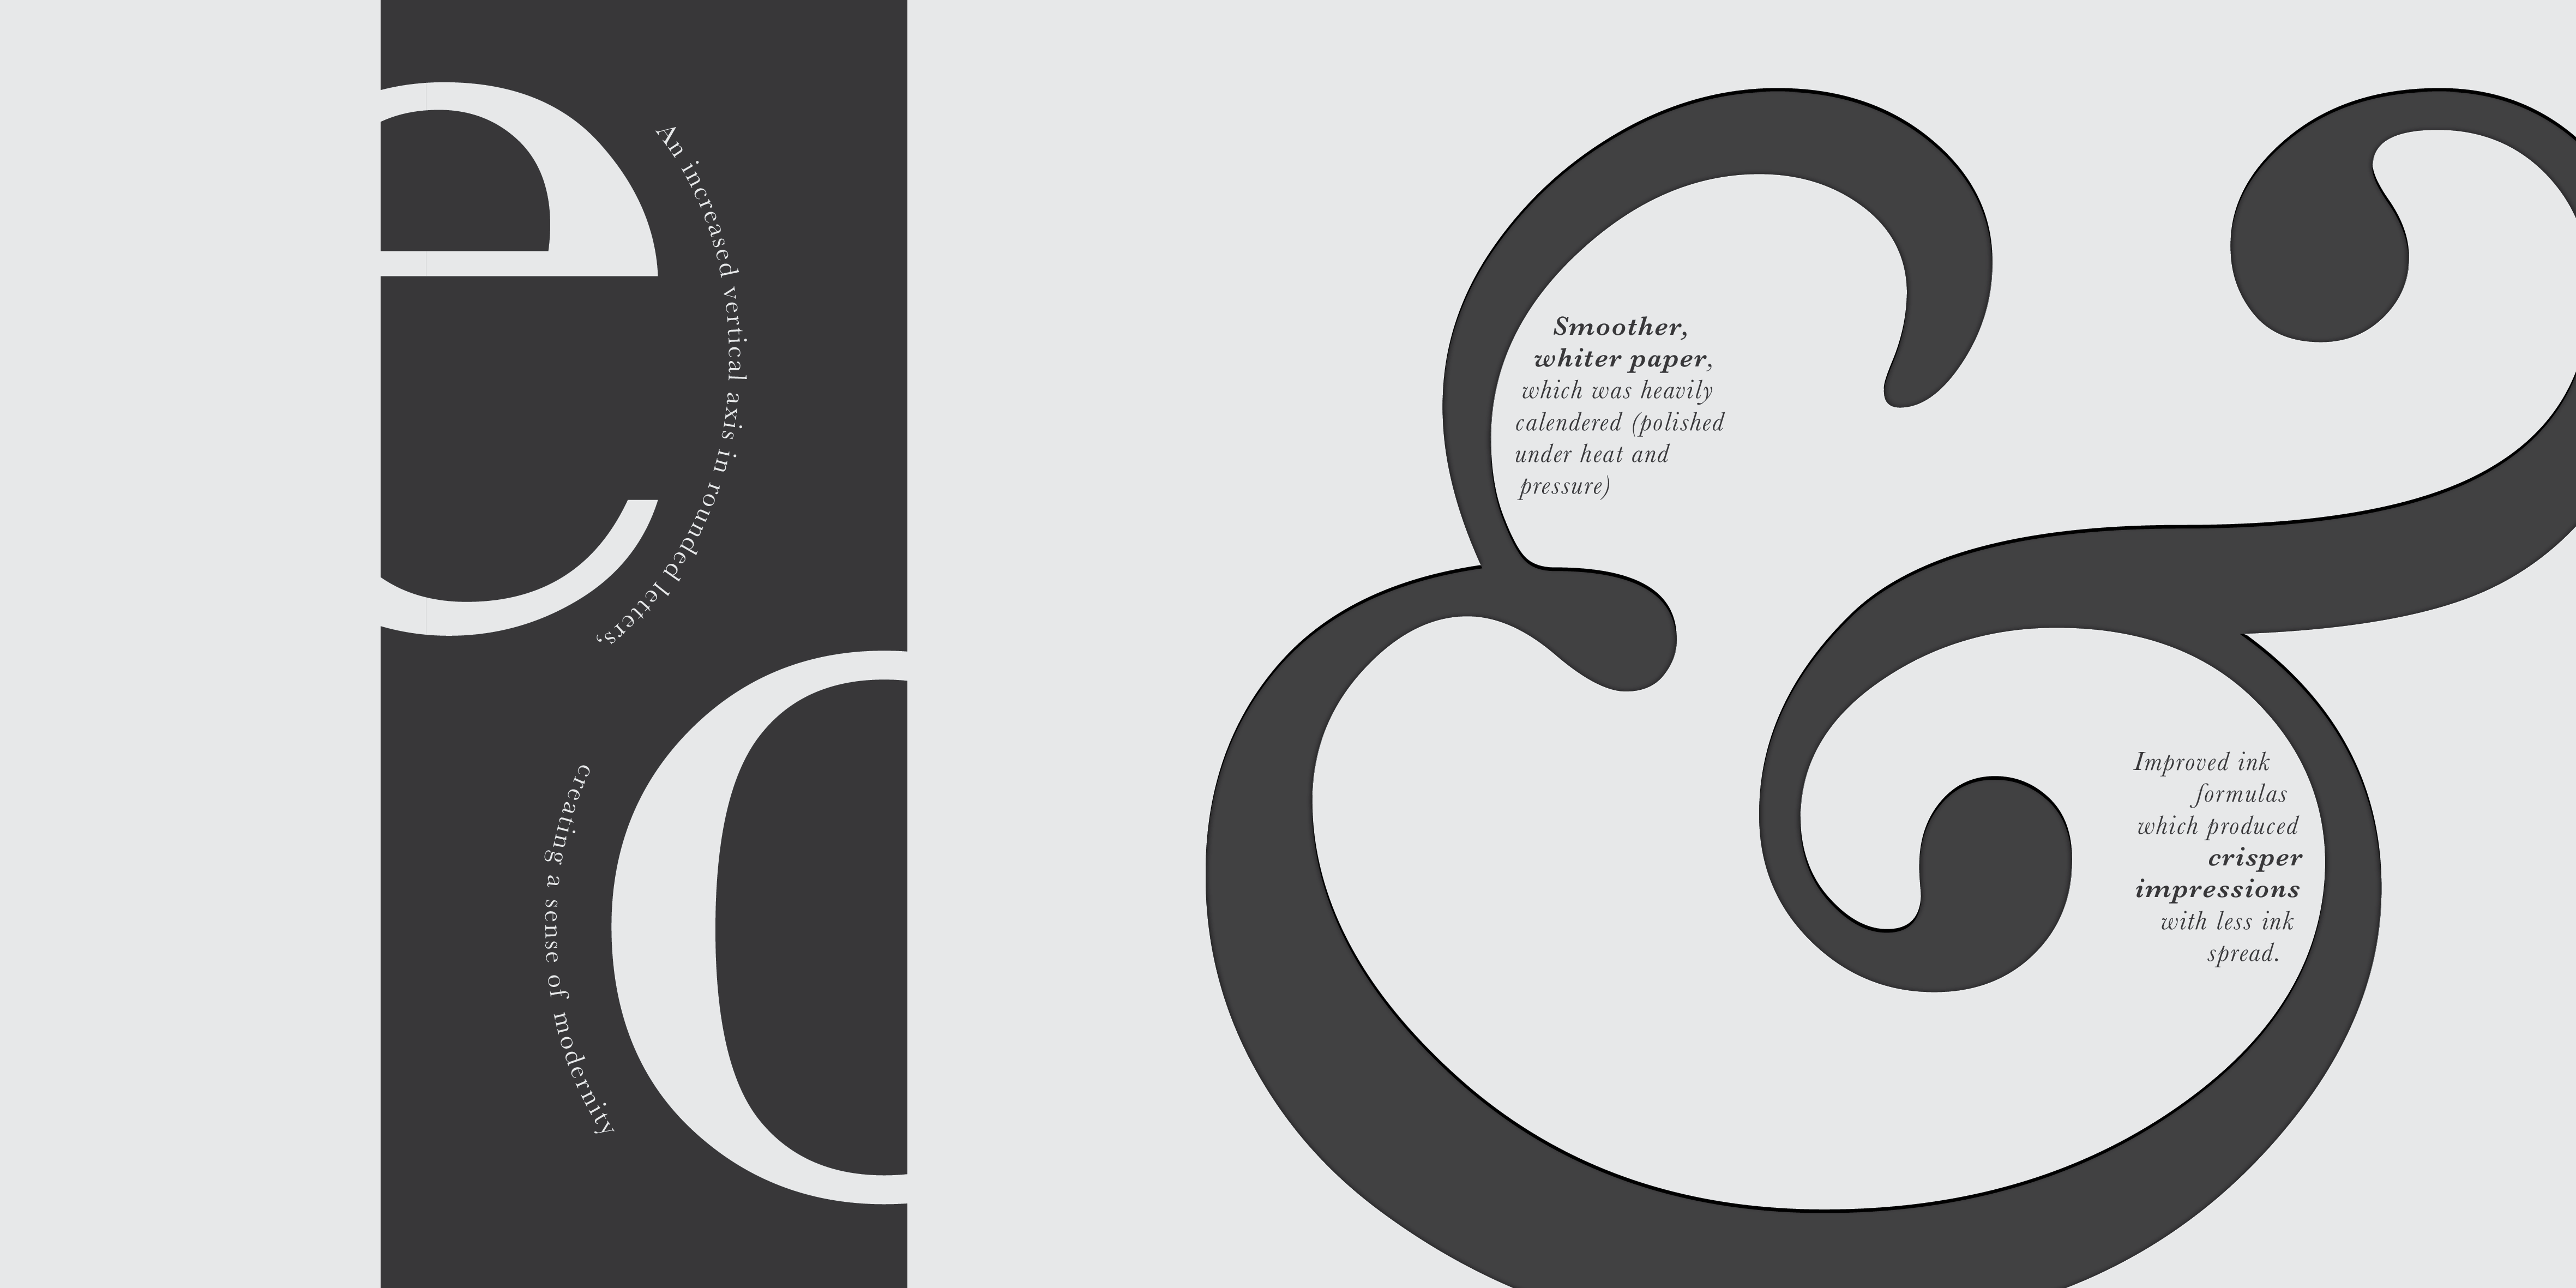 e
An increased vertical axis in rounded letters,
o
creating a sense of modernity
&
Smoother,
whiter paper,
which was heavily
calendered (polished
under heat and
pressure)
Improved ink
formulas
which produced
crisper
impressions
with less ink
spread.